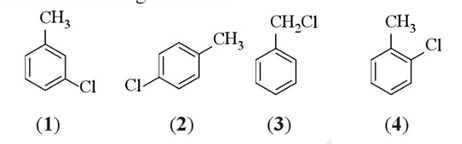 CH₃ Cl
(1)
Cl CH₃
(2)
CH₂Cl
(3)
CH₃ Cl
(4)